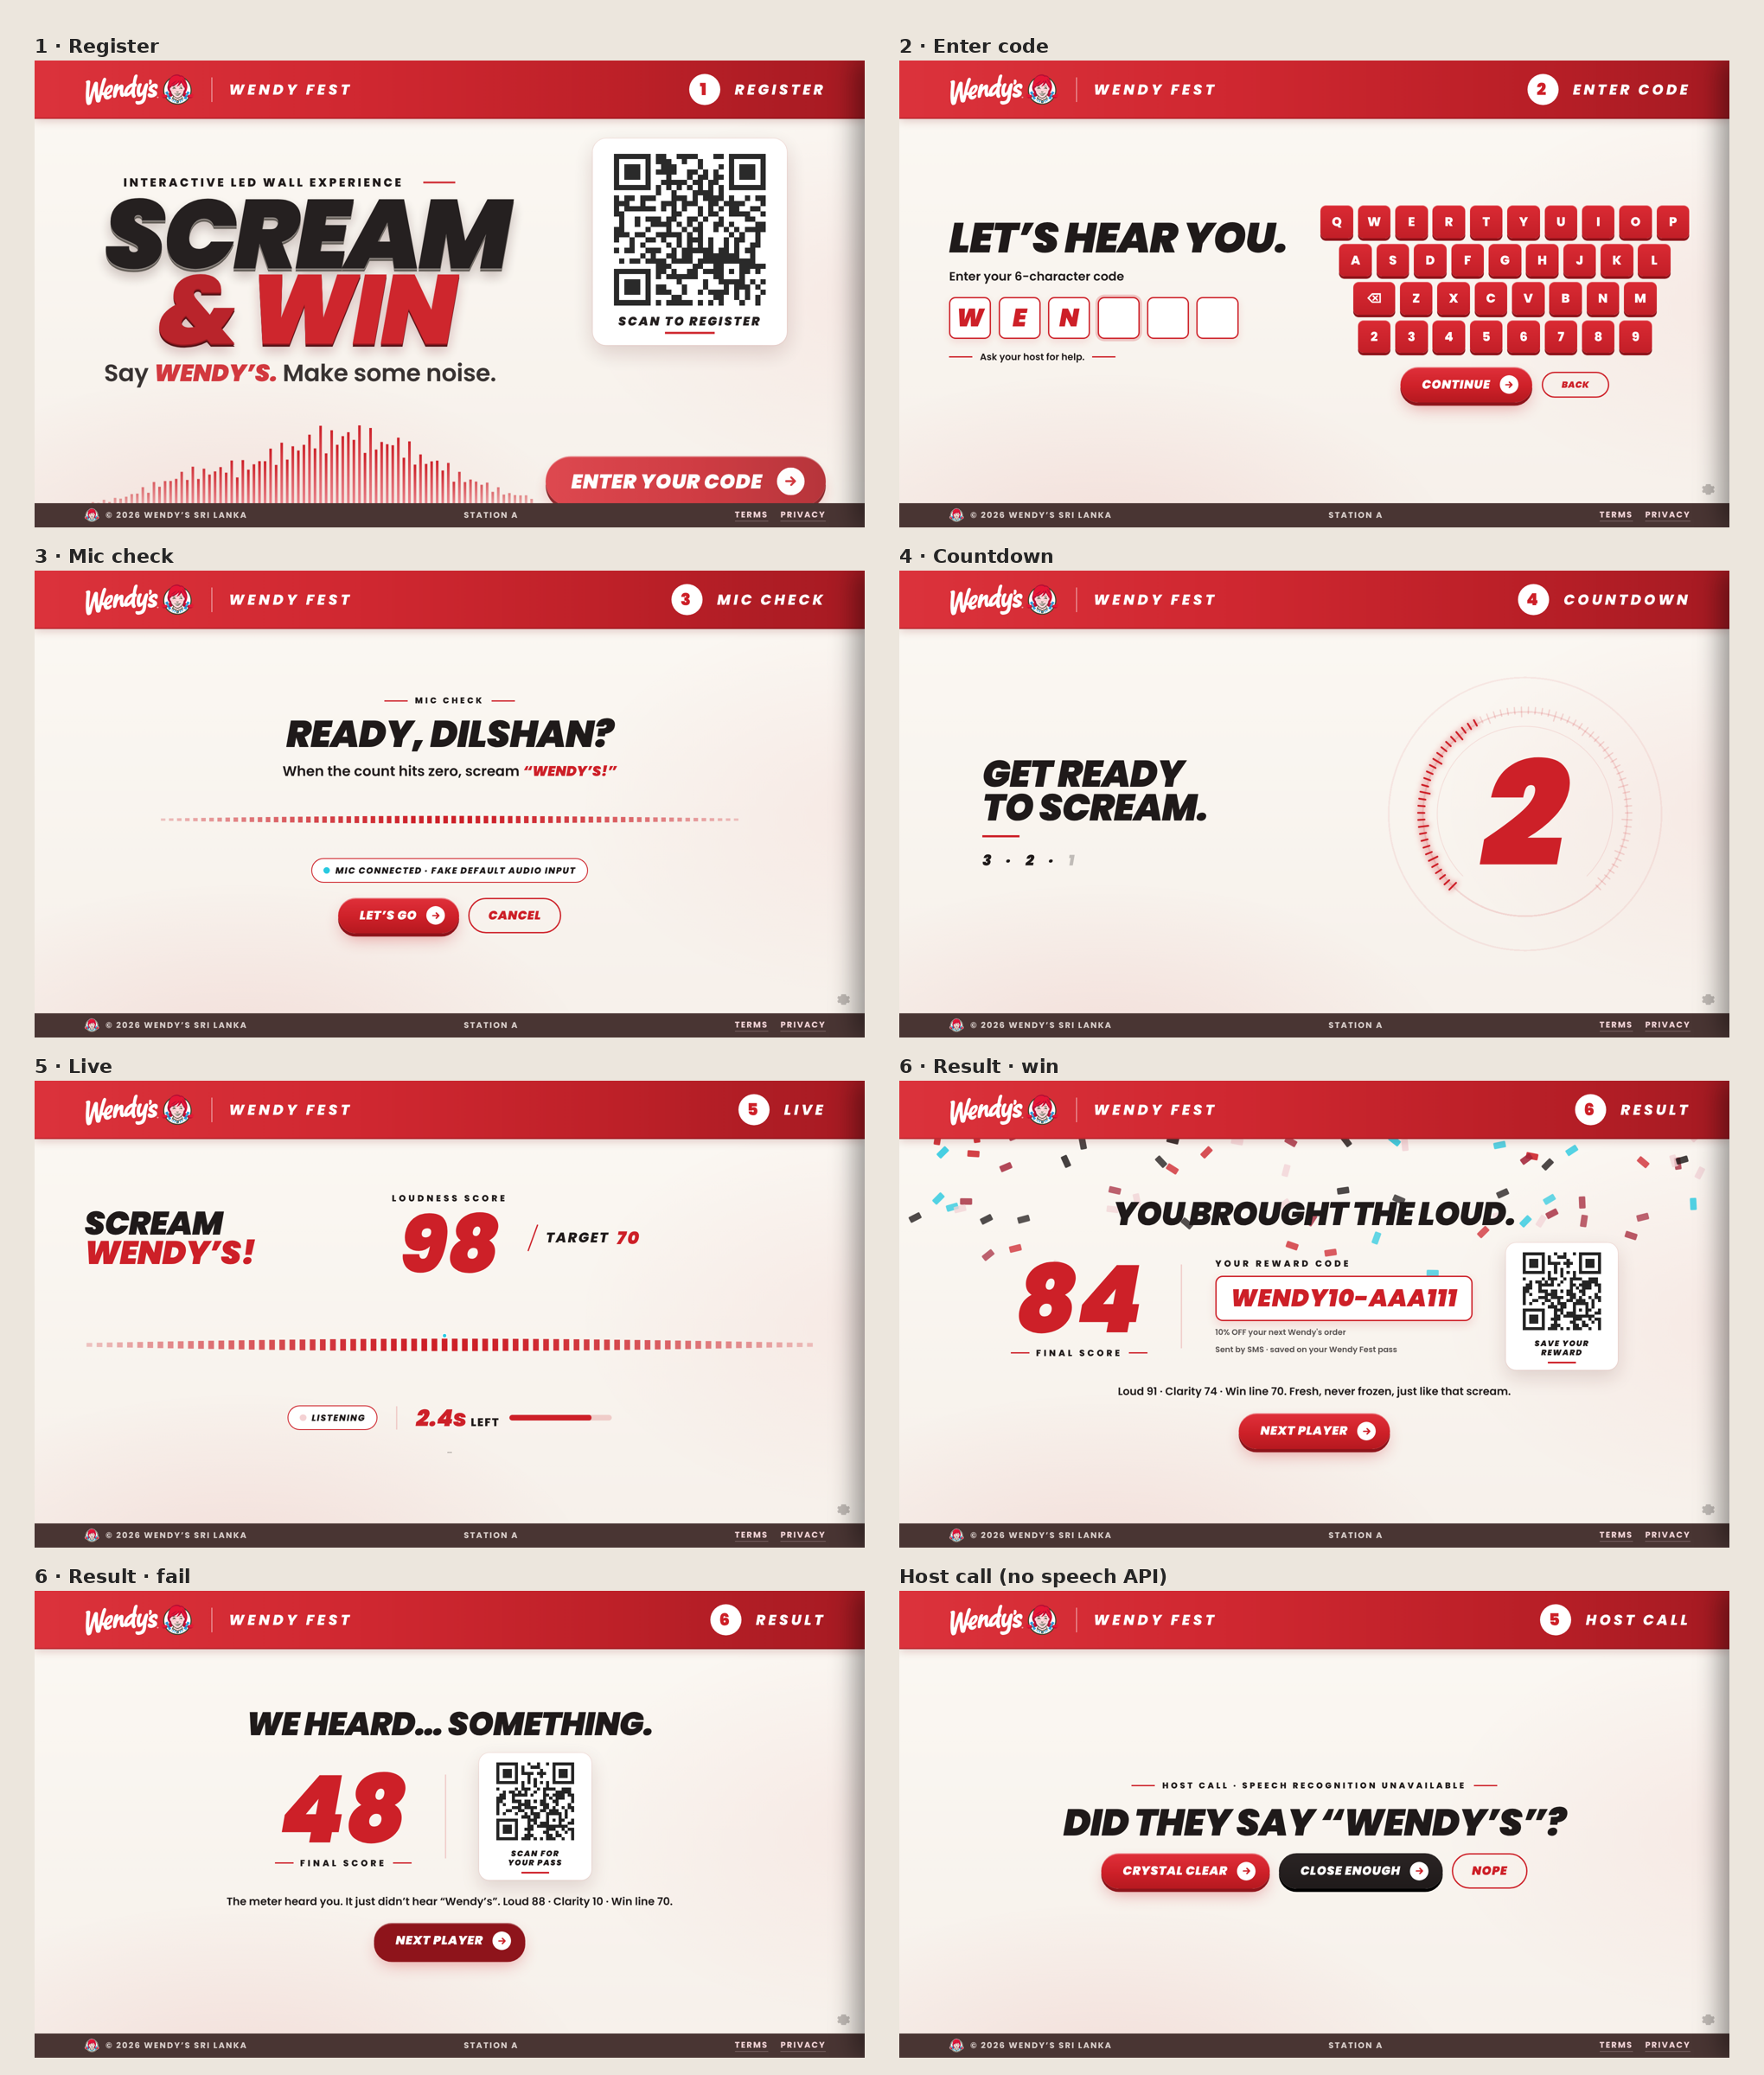 1 · Register
Wendy's WENDY FEST 1 REGISTER
INTERACTIVE LED WALL EXPERIENCE
SCREAM
& WIN
Say WENDY'S. Make some noise.
SCAN TO REGISTER
ENTER YOUR CODE
© 2026 WENDY'S SRI LANKA STATION A TERMS PRIVACY
2 · Enter code
Wendy's WENDY FEST 2 ENTER CODE
LET'S HEAR YOU.
Enter your 6-character code
W E N
Ask your host for help.
Q W E R T Y U I O P
A S D F G H J K L
⌫ Z X C V B N M
2 3 4 5 6 7 8 9
CONTINUE BACK
© 2026 WENDY'S SRI LANKA STATION A TERMS PRIVACY
3 · Mic check
Wendy's WENDY FEST 3 MIC CHECK
MIC CHECK
READY, DILSHAN?
When the count hits zero, scream “WENDY'S!”
MIC CONNECTED · FAKE DEFAULT AUDIO INPUT
LET'S GO CANCEL
© 2026 WENDY'S SRI LANKA STATION A TERMS PRIVACY
4 · Countdown
Wendy's WENDY FEST 4 COUNTDOWN
GET READY
TO SCREAM.
3 · 2 · 1
2
© 2026 WENDY'S SRI LANKA STATION A TERMS PRIVACY
5 · Live
Wendy's WENDY FEST 5 LIVE
SCREAM
WENDY'S!
LOUDNESS SCORE
98 / TARGET 70
LISTENING 2.4s LEFT
© 2026 WENDY'S SRI LANKA STATION A TERMS PRIVACY
6 · Result · win
Wendy's WENDY FEST 6 RESULT
YOU BROUGHT THE LOUD.
84
FINAL SCORE
YOUR REWARD CODE
WENDY10-AAA111
10% OFF your next Wendy's order
Sent by SMS · saved on your Wendy Fest pass
SAVE YOUR
REWARD
Loud 91 · Clarity 74 · Win line 70. Fresh, never frozen, just like that scream.
NEXT PLAYER
© 2026 WENDY'S SRI LANKA STATION A TERMS PRIVACY
6 · Result · fail
Wendy's WENDY FEST 6 RESULT
WE HEARD... SOMETHING.
48
FINAL SCORE
SCAN FOR
YOUR PASS
The meter heard you. It just didn't hear “Wendy's”. Loud 88 · Clarity 10 · Win line 70.
NEXT PLAYER
© 2026 WENDY'S SRI LANKA STATION A TERMS PRIVACY
Host call (no speech API)
Wendy's WENDY FEST 5 HOST CALL
HOST CALL · SPEECH RECOGNITION UNAVAILABLE
DID THEY SAY “WENDY'S”?
CRYSTAL CLEAR CLOSE ENOUGH NOPE
© 2026 WENDY'S SRI LANKA STATION A TERMS PRIVACY